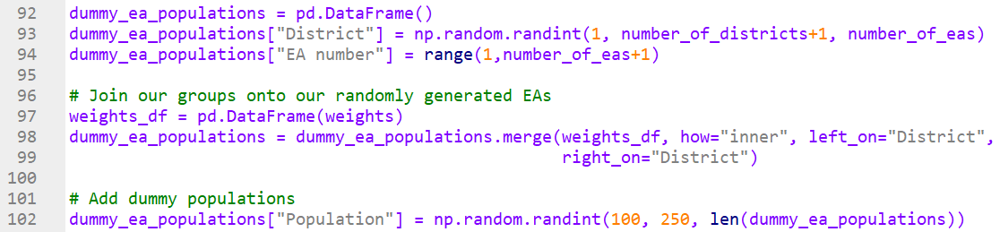 92 dummy_ea_populations = pd.DataFrame()
93 dummy_ea_populations["District"] = np.random.randint(1, number_of_districts+1, number_of_eas)
94 dummy_ea_populations["EA number"] = range(1,number_of_eas+1)
95
96 # Join our groups onto our randomly generated EAs
97 weights_df = pd.DataFrame(weights)
98 dummy_ea_populations = dummy_ea_populations.merge(weights_df, how="inner", left_on="District",
99                                                   right_on="District")
100
101 # Add dummy populations
102 dummy_ea_populations["Population"] = np.random.randint(100, 250, len(dummy_ea_populations))